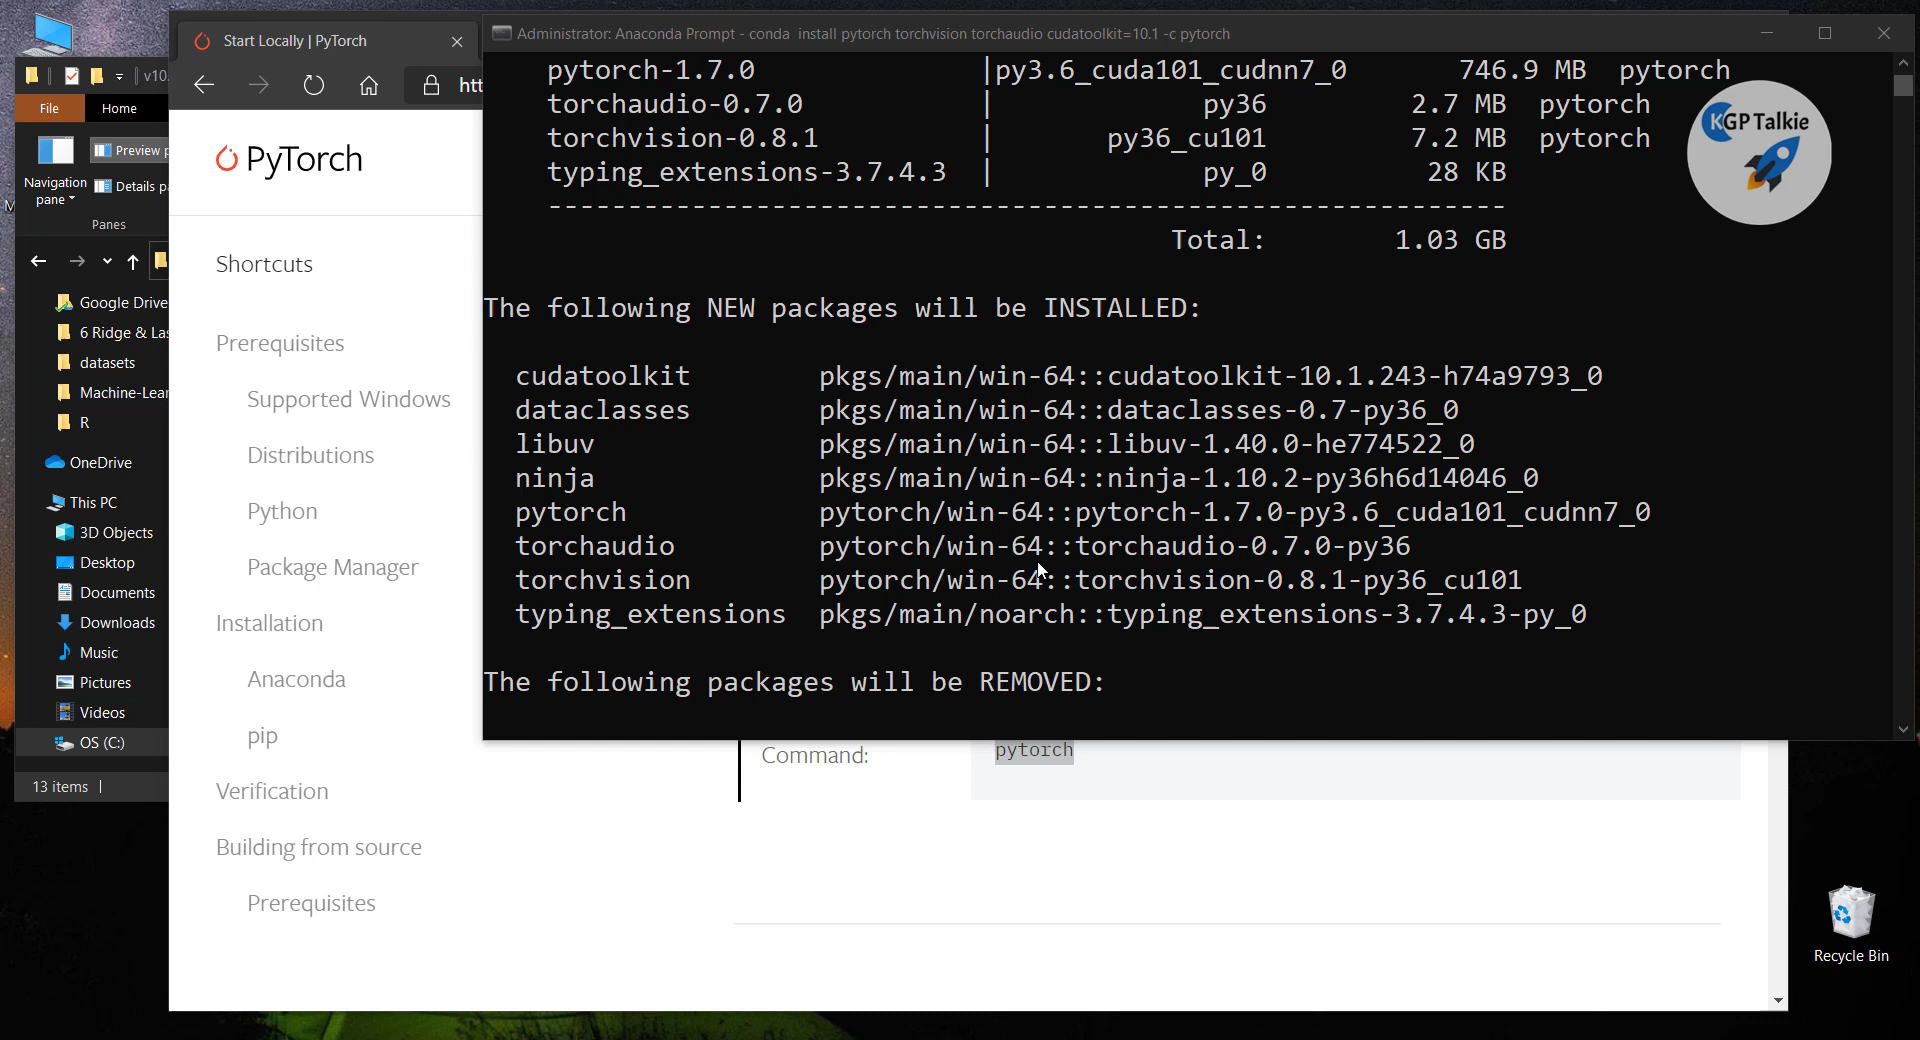 Start Locally | PyTorch
Administrator: Anaconda Prompt - conda install pytorch torchvision torchaudio cudatoolkit=10.1 -c pytorch
v10.
File Home
Preview p
Navigation pane
Details pa
Panes
htt
PyTorch
Shortcuts
Prerequisites
Supported Windows
Distributions
Python
Package Manager
Installation
Anaconda
pip
Verification
Building from source
Prerequisites
Google Drive
6 Ridge & Las
datasets
Machine-Lear
R
OneDrive
This PC
3D Objects
Desktop
Documents
Downloads
Music
Pictures
Videos
OS (C:)
13 items
pytorch-1.7.0 |py3.6_cuda101_cudnn7_0 746.9 MB pytorch
torchaudio-0.7.0 | py36 2.7 MB pytorch
torchvision-0.8.1 | py36_cu101 7.2 MB pytorch
typing_extensions-3.7.4.3 | py_0 28 KB
------------------------------------------------------------
Total: 1.03 GB
The following NEW packages will be INSTALLED:
cudatoolkit pkgs/main/win-64::cudatoolkit-10.1.243-h74a9793_0
dataclasses pkgs/main/win-64::dataclasses-0.7-py36_0
libuv pkgs/main/win-64::libuv-1.40.0-he774522_0
ninja pkgs/main/win-64::ninja-1.10.2-py36h6d14046_0
pytorch pytorch/win-64::pytorch-1.7.0-py3.6_cuda101_cudnn7_0
torchaudio pytorch/win-64::torchaudio-0.7.0-py36
torchvision pytorch/win-64::torchvision-0.8.1-py36_cu101
typing_extensions pkgs/main/noarch::typing_extensions-3.7.4.3-py_0
The following packages will be REMOVED:
KGP Talkie
Command: pytorch
Recycle Bin